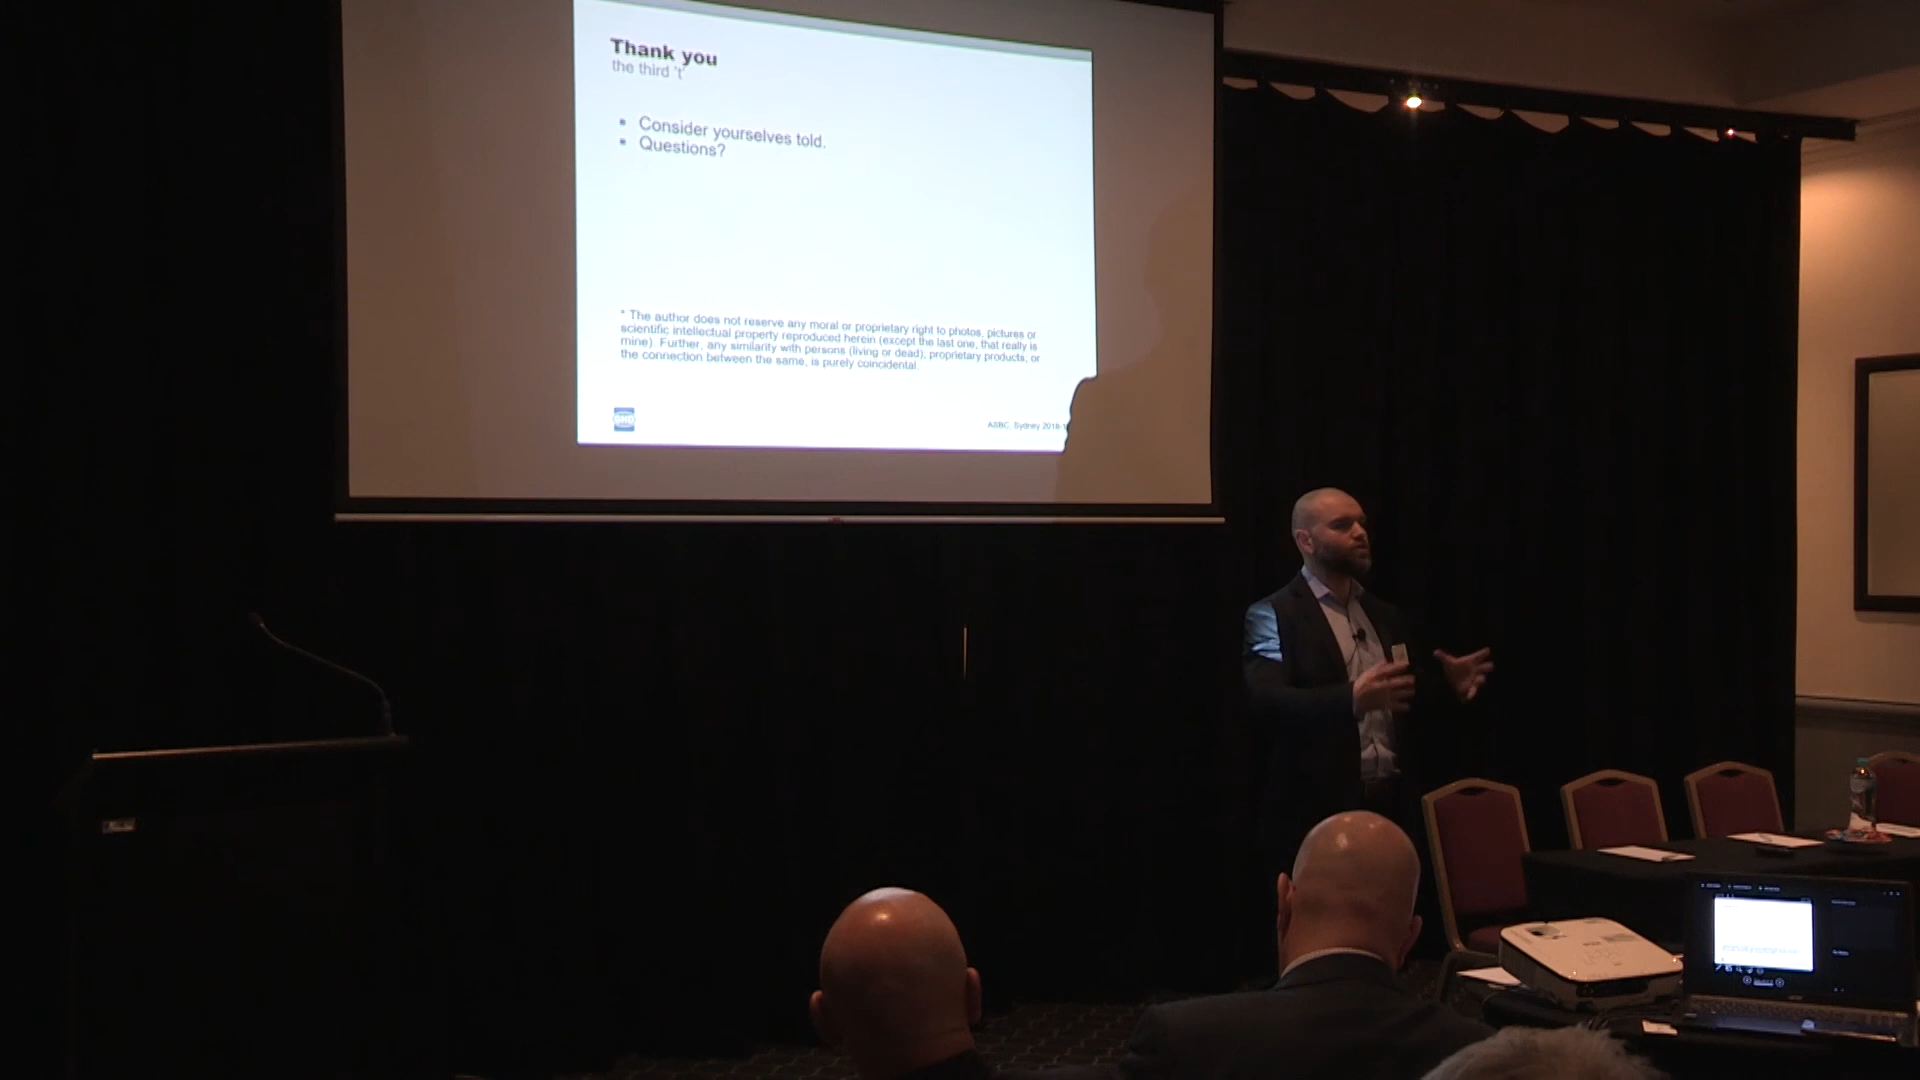 Thank you
the third 't'
Consider yourselves told.
Questions?
* The author does not reserve any moral or proprietary right to photos, pictures or
scientific intellectual property reproduced herein (except the last one, that really is
mine). Further, any similarity with persons (living or dead), proprietary products, or
the connection between the same, is purely coincidental.
ASBC, Sydney 2018-1